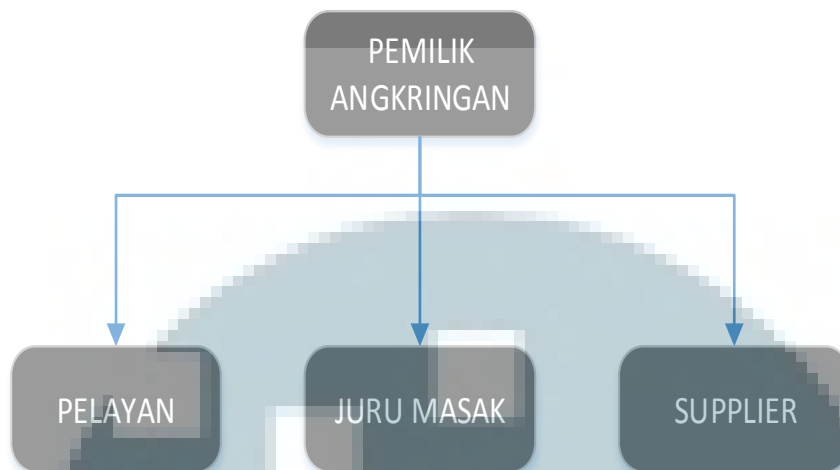 PEMILIK
ANGKRINGAN
PELAYAN
JURU MASAK
SUPPLIER